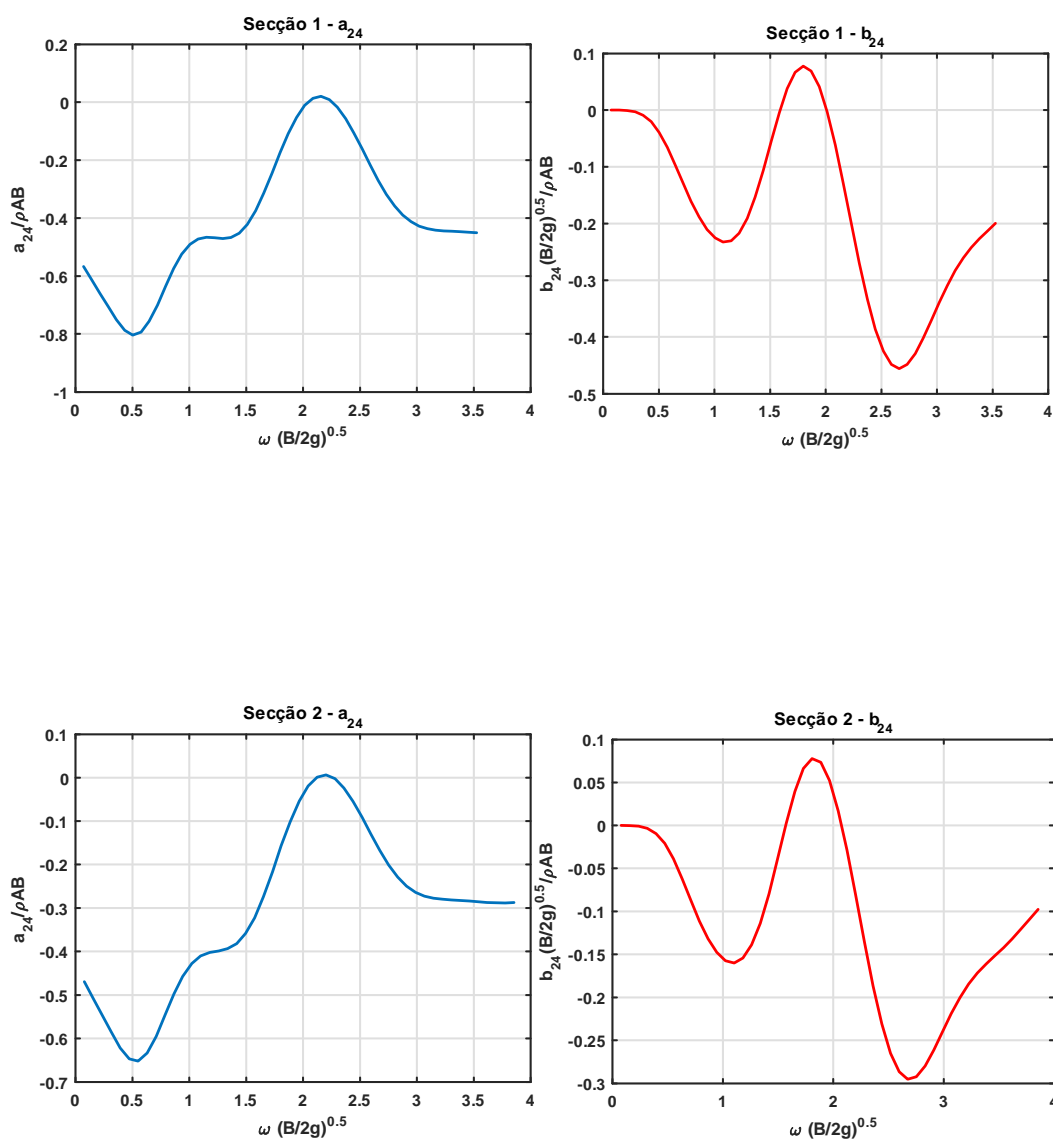 Secção 1 - a24
0.2
0
-0.2
-0.4
-0.6
-0.8
-1
a24/ρAB
0 0.5 1 1.5 2 2.5 3 3.5 4
ω (B/2g)^0.5
Secção 1 - b24
0.1
0
-0.1
-0.2
-0.3
-0.4
-0.5
b24(B/2g)^0.5/ρAB
0 0.5 1 1.5 2 2.5 3 3.5 4
ω (B/2g)^0.5
Secção 2 - a24
0.1
0
-0.1
-0.2
-0.3
-0.4
-0.5
-0.6
-0.7
a24/ρAB
0 0.5 1 1.5 2 2.5 3 3.5 4
ω (B/2g)^0.5
Secção 2 - b24
0.1
0.05
0
-0.05
-0.1
-0.15
-0.2
-0.25
-0.3
b24(B/2g)^0.5/ρAB
0 1 2 3 4
ω (B/2g)^0.5